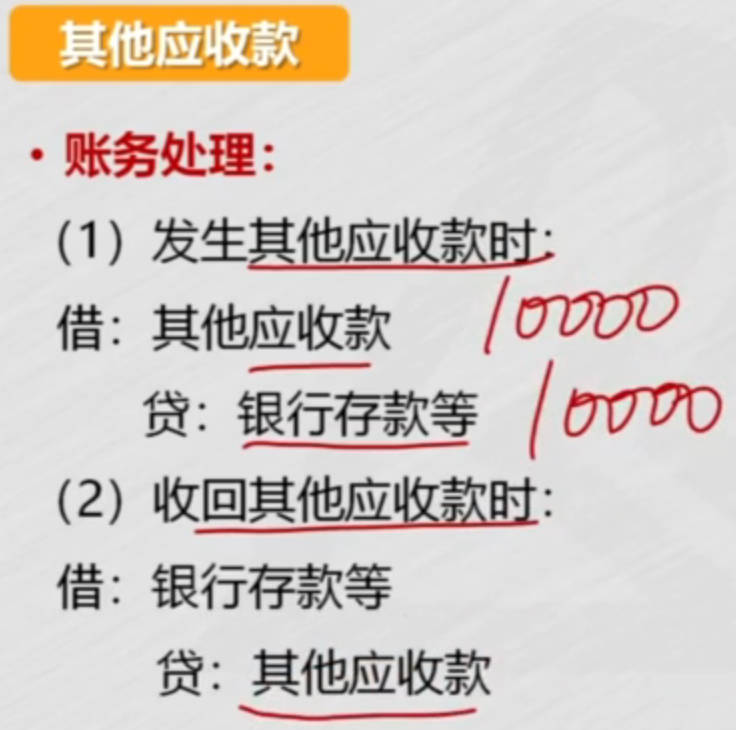 其他应收款
• 账务处理：
（1）发生其他应收款时：
借：其他应收款 10000
贷：银行存款等 10000
（2）收回其他应收款时：
借：银行存款等
贷：其他应收款